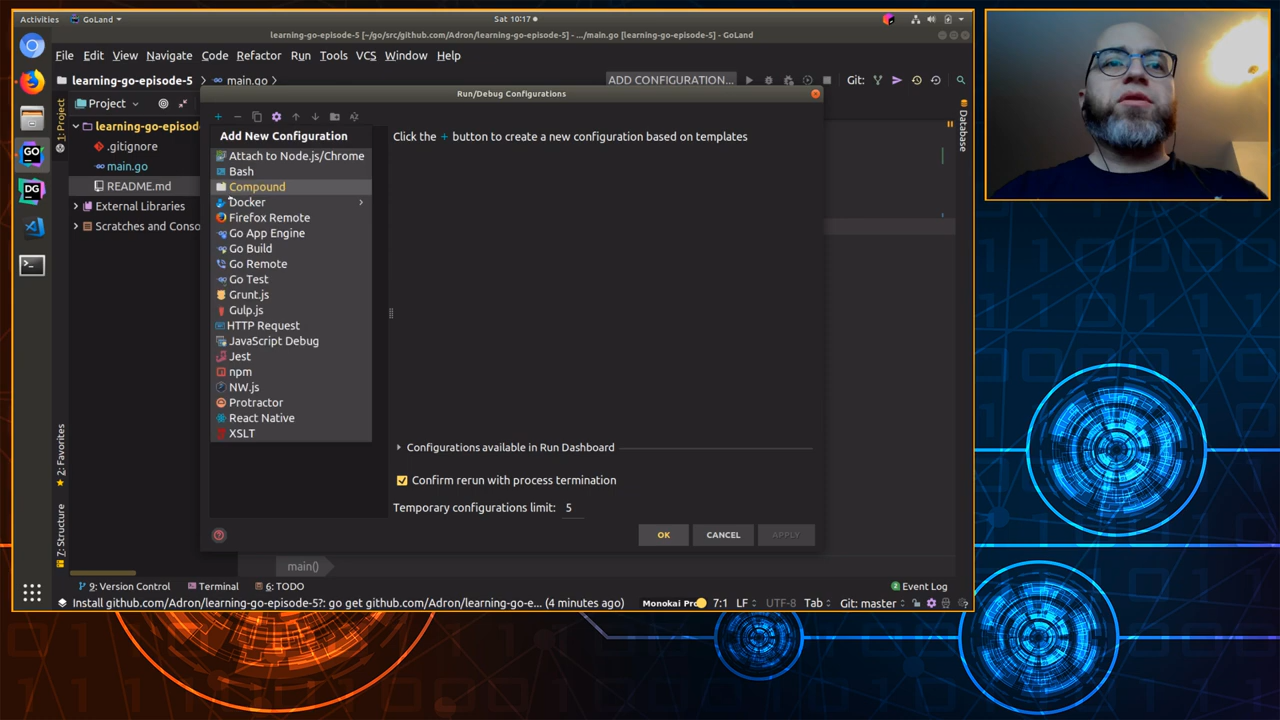 Activities GoLand Sat 10:17
learning-go-episode-5 [~/go/src/github.com/Adron/learning-go-episode-5] - .../main.go [learning-go-episode-5] - GoLand
File Edit View Navigate Code Refactor Run Tools VCS Window Help
learning-go-episode-5 main.go ADD CONFIGURATION... Git:
Project
Run/Debug Configurations
1: Project
Database
learning-go-episod
.gitignore
main.go
README.md
External Libraries
Scratches and Conso
Add New Configuration
Attach to Node.js/Chrome
Bash
Compound
Docker
Firefox Remote
Go App Engine
Go Build
Go Remote
Go Test
Grunt.js
Gulp.js
HTTP Request
JavaScript Debug
Jest
npm
NW.js
Protractor
React Native
XSLT
Click the + button to create a new configuration based on templates
Configurations available in Run Dashboard
Confirm rerun with process termination
Temporary configurations limit: 5
OK CANCEL APPLY
2: Favorites
7: Structure
main()
9: Version Control Terminal 6: TODO 2 Event Log
Install github.com/Adron/learning-go-episode-5?: go get github.com/Adron/learning-go-e... (4 minutes ago) Monokai Pro 7:1 LF UTF-8 Tab Git: master